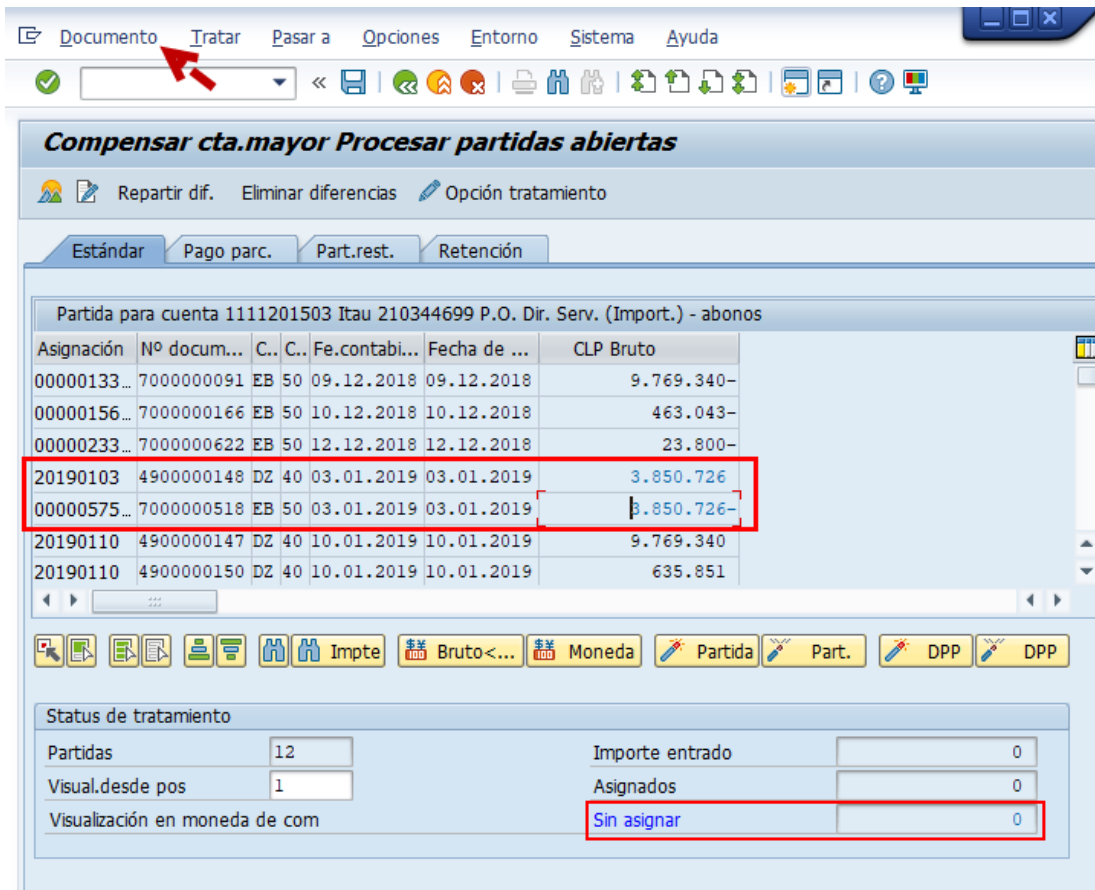 Documento Tratar Pasar a Opciones Entorno Sistema Ayuda
Compensar cta.mayor Procesar partidas abiertas
Repartir dif. Eliminar diferencias Opción tratamiento
Estándar Pago parc. Part.rest. Retención
Partida para cuenta 1111201503 Itau 210344699 P.O. Dir. Serv. (Import.) - abonos
Asignación Nº docum... C.. C.. Fe.contabi... Fecha de ... CLP Bruto
00000133... 7000000091 EB 50 09.12.2018 09.12.2018 9.769.340-
00000156... 7000000166 EB 50 10.12.2018 10.12.2018 463.043-
00000233... 7000000622 EB 50 12.12.2018 12.12.2018 23.800-
20190103 4900000148 DZ 40 03.01.2019 03.01.2019 3.850.726
00000575... 7000000518 EB 50 03.01.2019 03.01.2019 3.850.726-
20190110 4900000147 DZ 40 10.01.2019 10.01.2019 9.769.340
20190110 4900000150 DZ 40 10.01.2019 10.01.2019 635.851
Impte Bruto<... Moneda Partida Part. DPP DPP
Status de tratamiento
Partidas 12 Importe entrado 0
Visual.desde pos 1 Asignados 0
Visualización en moneda de com Sin asignar 0